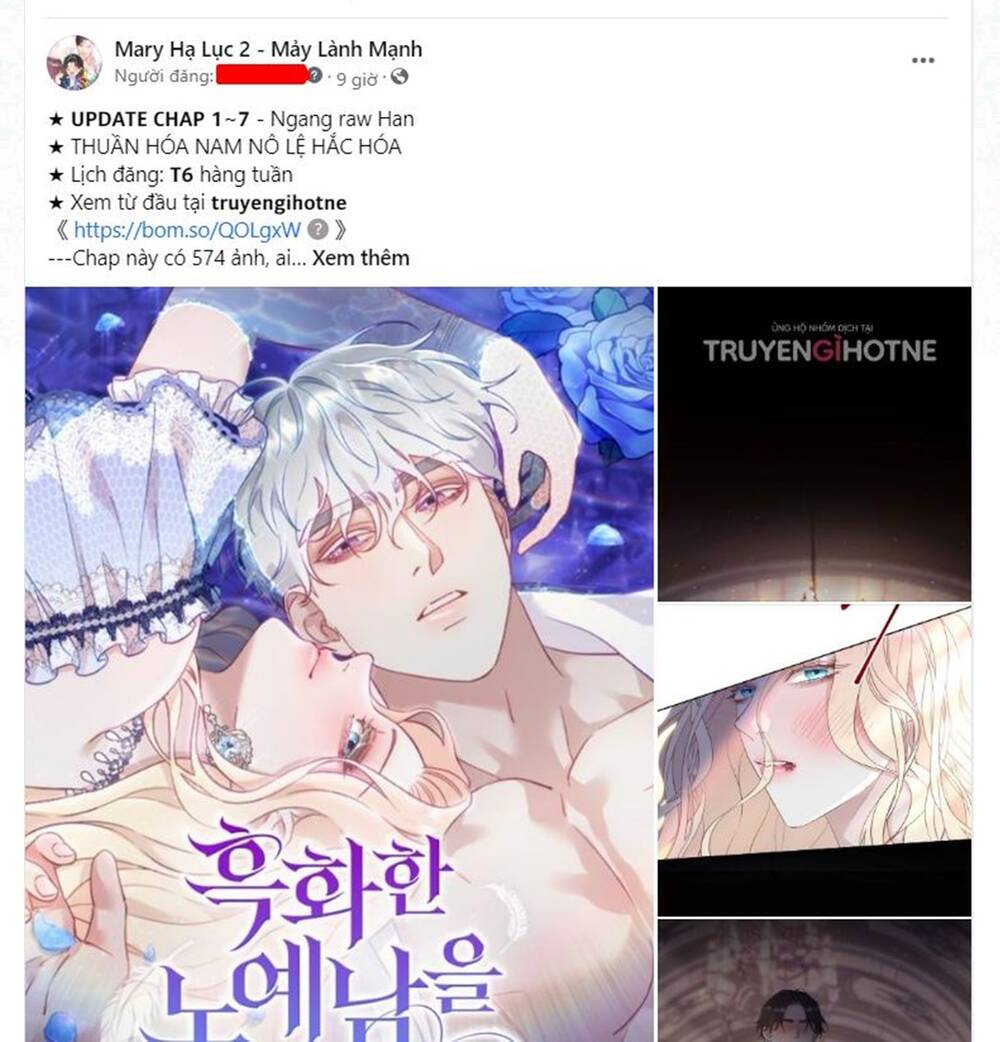 Mary Hạ Lục 2 - Mảy Lành Mạnh
Người đăng: ? · 9 giờ ·
★ UPDATE CHAP 1~7 - Ngang raw Han
★ THUẦN HÓA NAM NÔ LỆ HẮC HÓA
★ Lịch đăng: T6 hàng tuần
★ Xem từ đầu tại truyengihotne
《 https://bom.so/QOLgxW ? 》
---Chap này có 574 ảnh, ai... Xem thêm
ỦNG HỘ NHÓM DỊCH TẠI
TRUYENGÌHOTNE
흑화한
노예남을